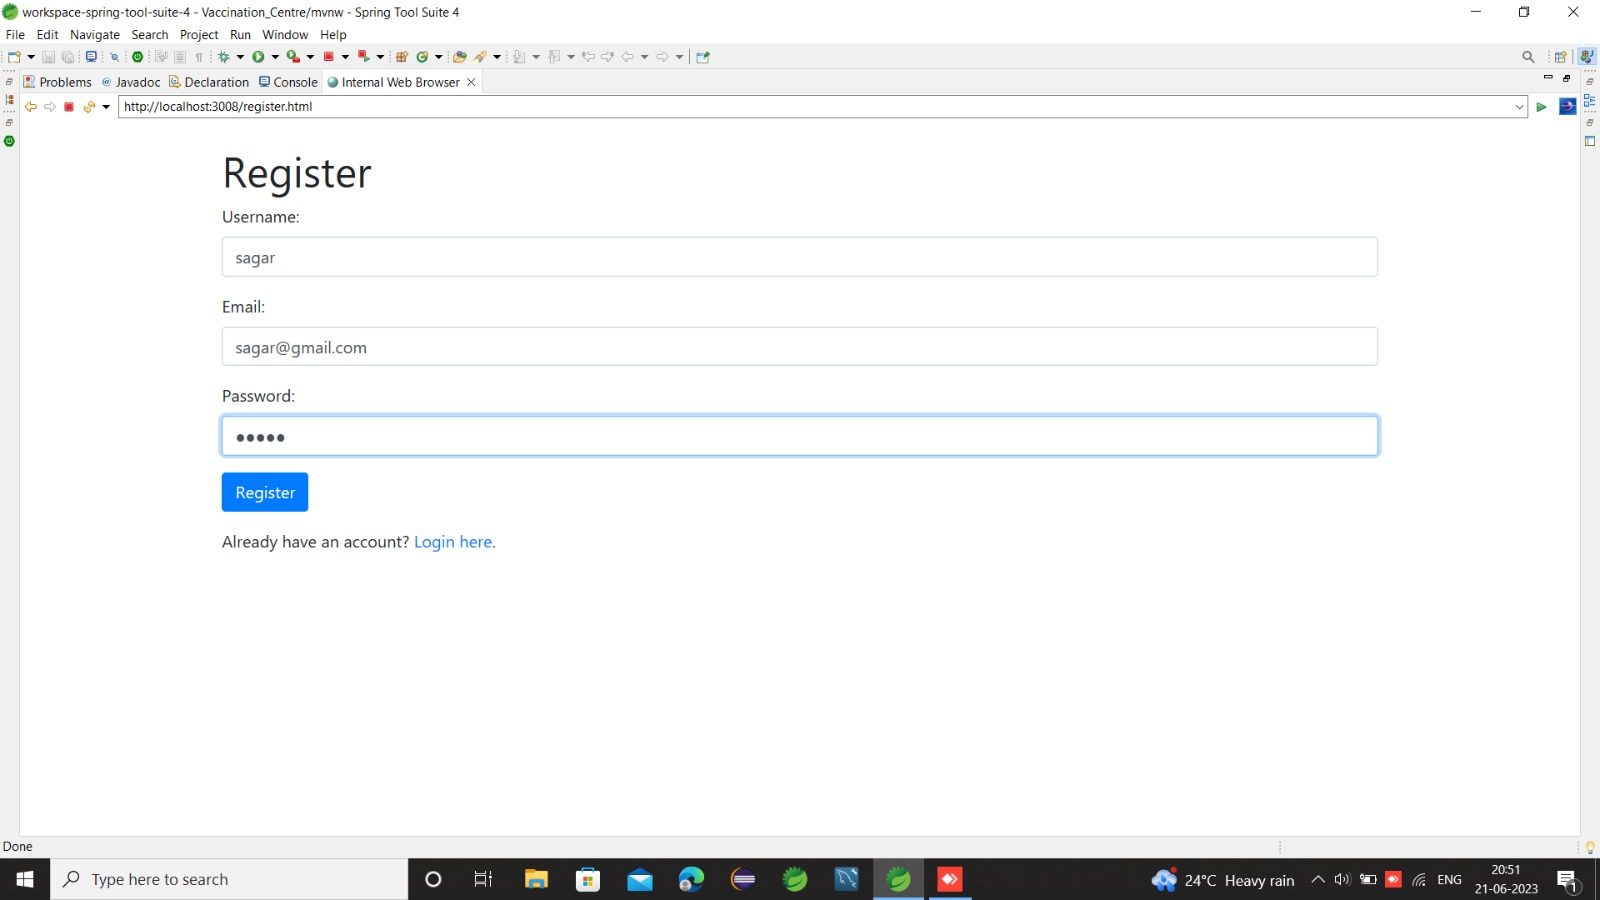 workspace-spring-tool-suite-4 - Vaccination_Centre/mvnw - Spring Tool Suite 4
File Edit Navigate Search Project Run Window Help
Problems Javadoc Declaration Console Internal Web Browser
http://localhost:3008/register.html
Register
Username:
sagar
Email:
sagar@gmail.com
Password:
●●●●●
Register
Already have an account? Login here.
Done
Type here to search
24°C Heavy rain
ENG
20:51
21-06-2023
1